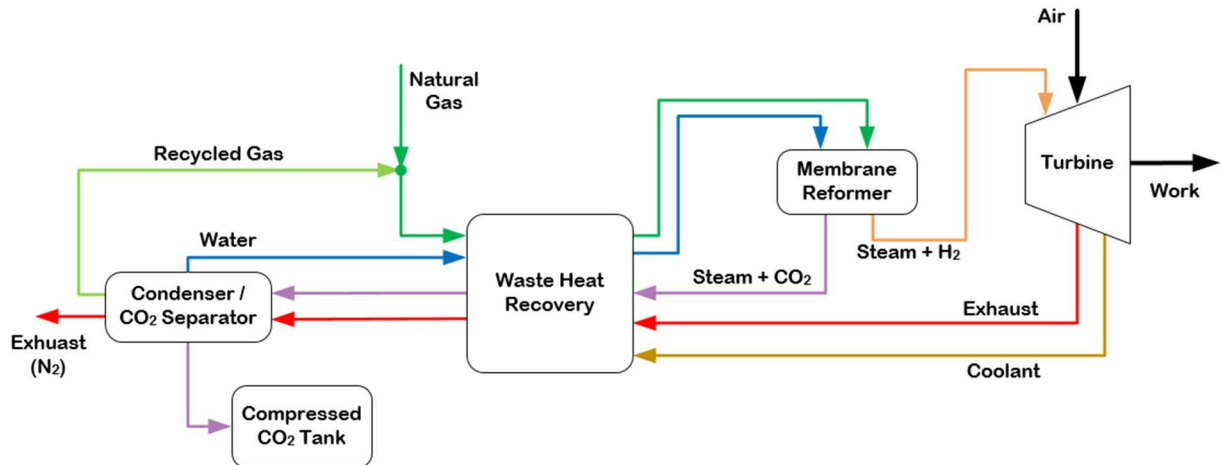 Air
Natural
Gas
Recycled Gas
Membrane
Reformer
Turbine
Work
Water
Steam + H₂
Waste Heat
Recovery
Steam + CO₂
Condenser /
CO₂ Separator
Exhaust
Exhuast
(N₂)
Coolant
Compressed
CO₂ Tank